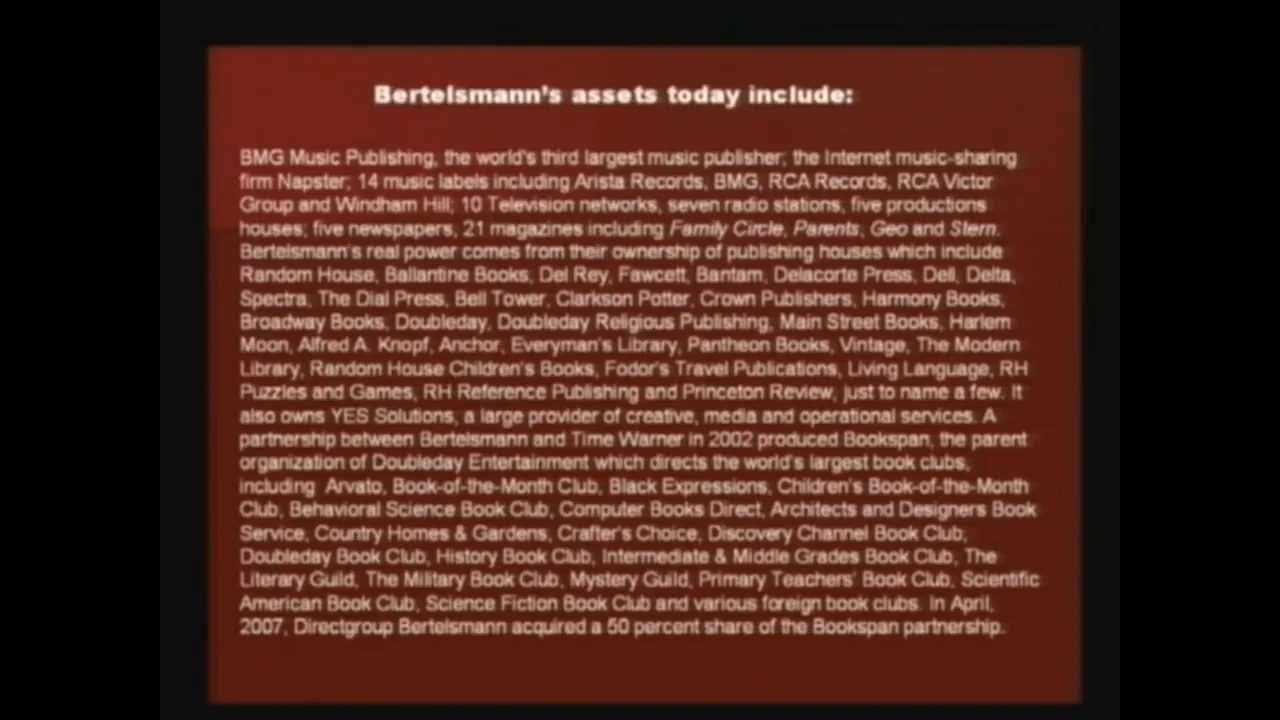 Bertelsmann's assets today include:
BMG Music Publishing, the world's third largest music publisher; the Internet music-sharing
firm Napster; 14 music labels including Arista Records, BMG, RCA Records, RCA Victor
Group and Windham Hill; 10 Television networks, seven radio stations, five productions
houses; five newspapers, 21 magazines including Family Circle, Parents, Geo and Stern.
Bertelsmann's real power comes from their ownership of publishing houses which include
Random House, Ballantine Books, Del Rey, Fawcett, Bantam, Delacorte Press, Dell, Delta,
Spectra, The Dial Press, Bell Tower, Clarkson Potter, Crown Publishers, Harmony Books,
Broadway Books, Doubleday, Doubleday Religious Publishing, Main Street Books, Harlem
Moon, Alfred A. Knopf, Anchor, Everyman's Library, Pantheon Books, Vintage, The Modern
Library, Random House Children's Books, Fodor's Travel Publications, Living Language, RH
Puzzles and Games, RH Reference Publishing and Princeton Review, just to name a few. It
also owns YES Solutions, a large provider of creative, media and operational services. A
partnership between Bertelsmann and Time Warner in 2002 produced Bookspan, the parent
organization of Doubleday Entertainment which directs the world's largest book clubs,
including Arvato, Book-of-the-Month Club, Black Expressions, Children's Book-of-the-Month
Club, Behavioral Science Book Club, Computer Books Direct, Architects and Designers Book
Service, Country Homes & Gardens, Crafter's Choice, Discovery Channel Book Club,
Doubleday Book Club, History Book Club, Intermediate & Middle Grades Book Club, The
Literary Guild, The Military Book Club, Mystery Guild, Primary Teachers' Book Club, Scientific
American Book Club, Science Fiction Book Club and various foreign book clubs. In April,
2007, Directgroup Bertelsmann acquired a 50 percent share of the Bookspan partnership.